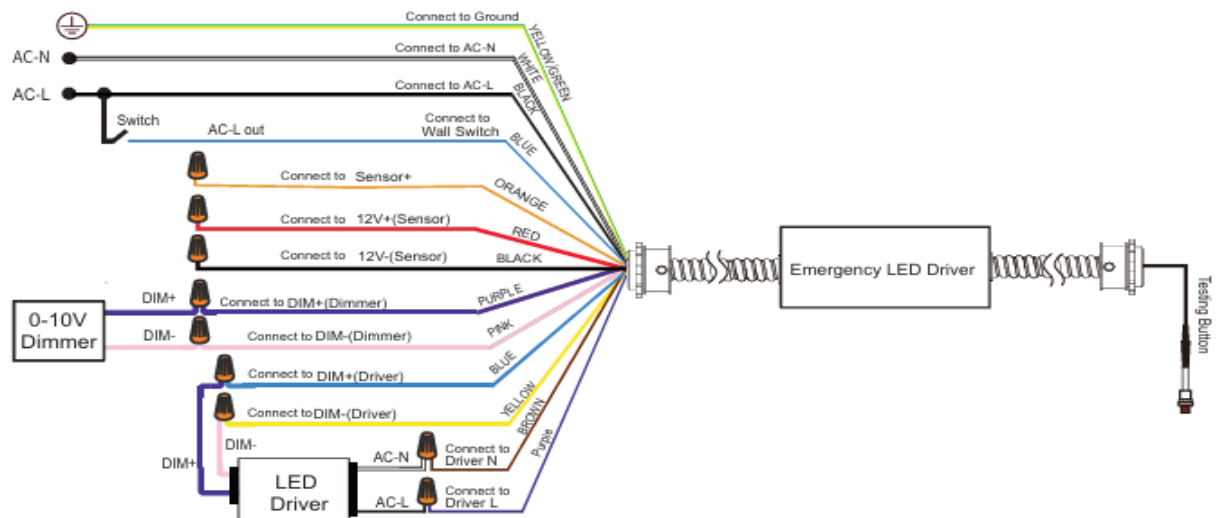 Connect to Ground
YELLOW/GREEN
AC-N
Connect to AC-N
WHITE
AC-L
Connect to AC-L
BLACK
Switch
AC-L out
Connect to
Wall Switch
BLUE
Connect to Sensor+
ORANGE
Connect to 12V+(Sensor)
RED
Connect to 12V-(Sensor)
BLACK
Emergency LED Driver
Testing Button
0-10V
Dimmer
DIM+
Connect to DIM+(Dimmer)
PURPLE
DIM-
Connect to DIM-(Dimmer)
PINK
Connect to DIM+(Driver)
BLUE
Connect to DIM-(Driver)
YELLOW
DIM-
DIM+
LED
Driver
AC-N
Connect to
Driver N
BROWN
AC-L
Connect to
Driver L
Purple